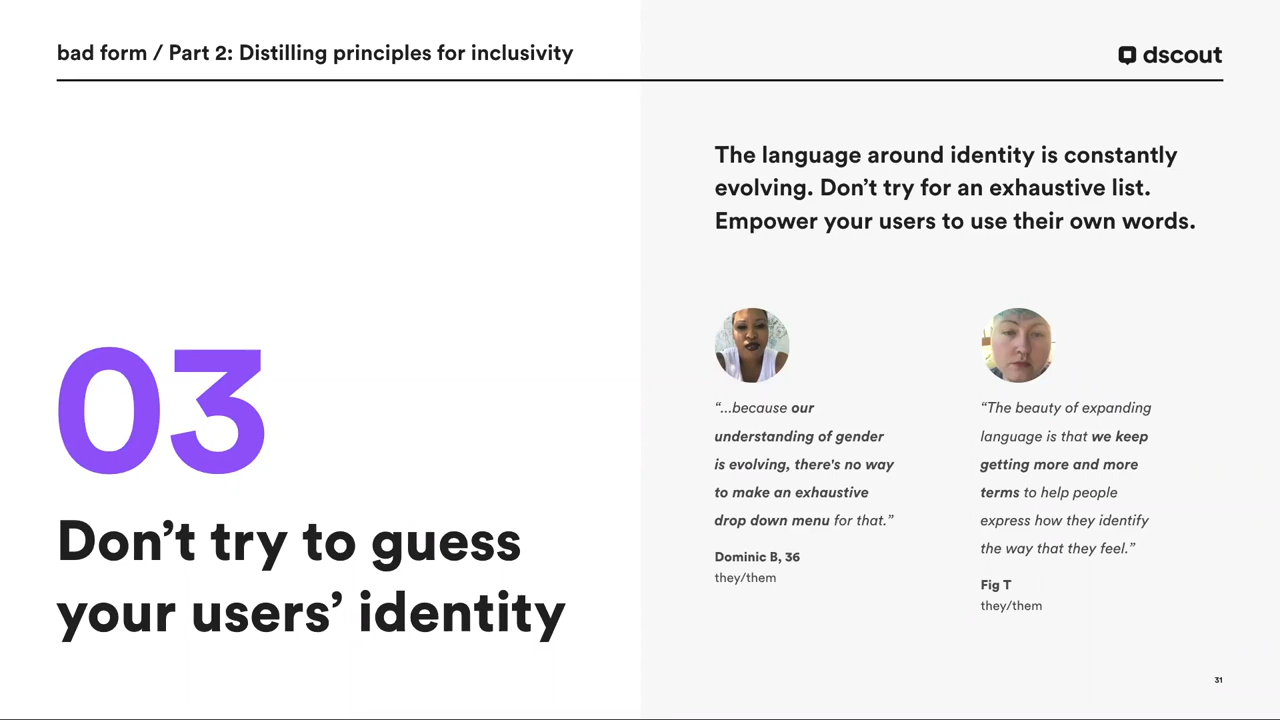 bad form / Part 2: Distilling principles for inclusivity
dscout
03
Don’t try to guess
your users’ identity
The language around identity is constantly
evolving. Don’t try for an exhaustive list.
Empower your users to use their own words.
“...because our
understanding of gender
is evolving, there's no way
to make an exhaustive
drop down menu for that.”
Dominic B, 36
they/them
“The beauty of expanding
language is that we keep
getting more and more
terms to help people
express how they identify
the way that they feel.”
Fig T
they/them
31